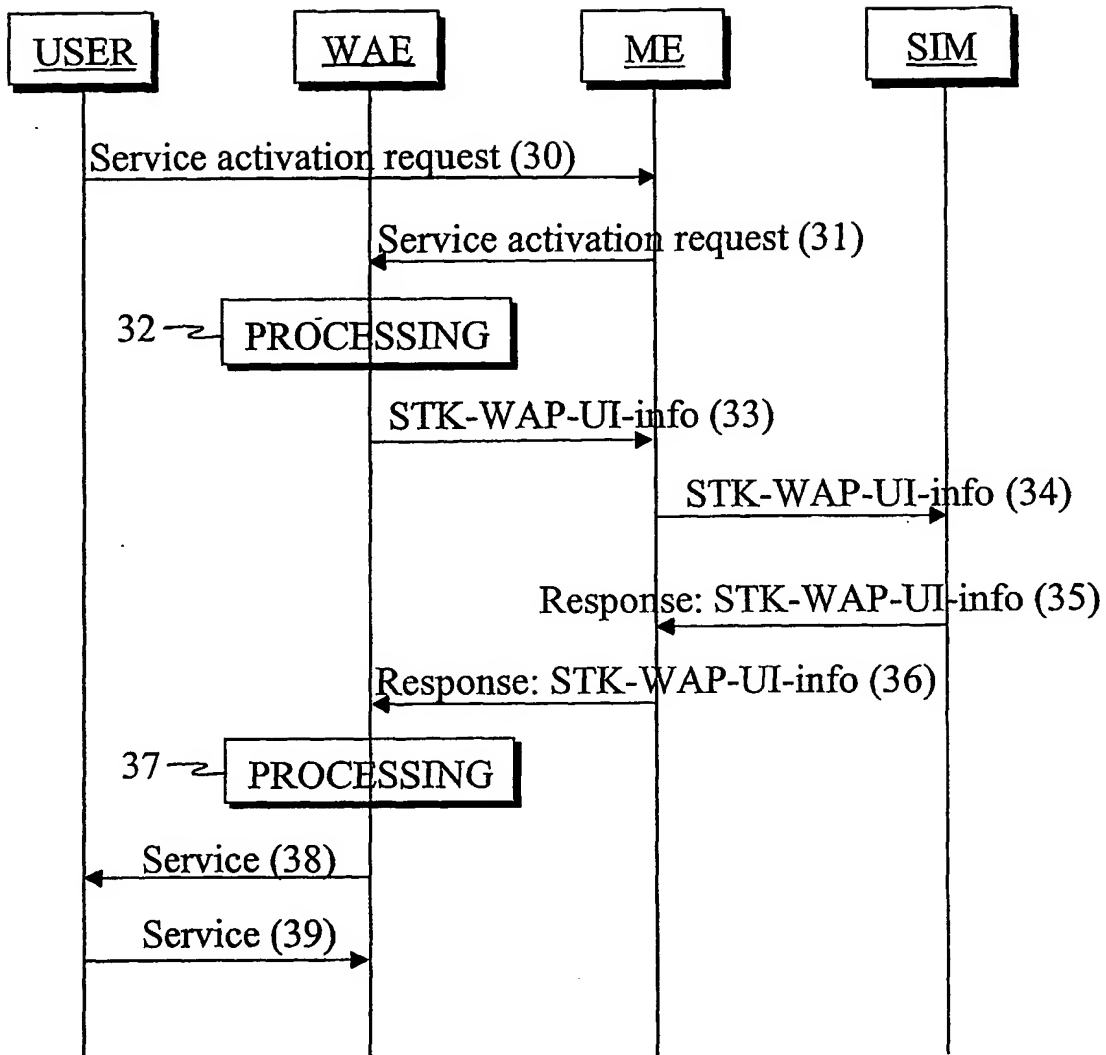 USER WAE ME SIM
Service activation request (30)
Service activation request (31)
32 PROCESSING
STK-WAP-UI-info (33)
STK-WAP-UI-info (34)
Response: STK-WAP-UI-info (35)
Response: STK-WAP-UI-info (36)
37 PROCESSING
Service (38)
Service (39)